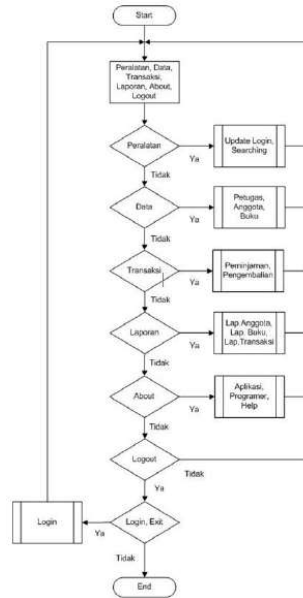 Start
Peralatan, Data,
Transaksi,
Laporan, About,
Logout
Peralatan
Ya
Update Login,
Searching
Tidak
Data
Ya
Petugas,
Anggota,
Buku
Tidak
Transaksi
Ya
Peminjaman,
Pengembalian
Tidak
Laporan
Ya
Lap Anggota,
Lap. Buku,
Lap.Transaksi
Tidak
About
Ya
Aplikasi,
Programer,
Help
Tidak
Logout
Tidak
Ya
Login
Ya
Login, Exit
Tidak
End